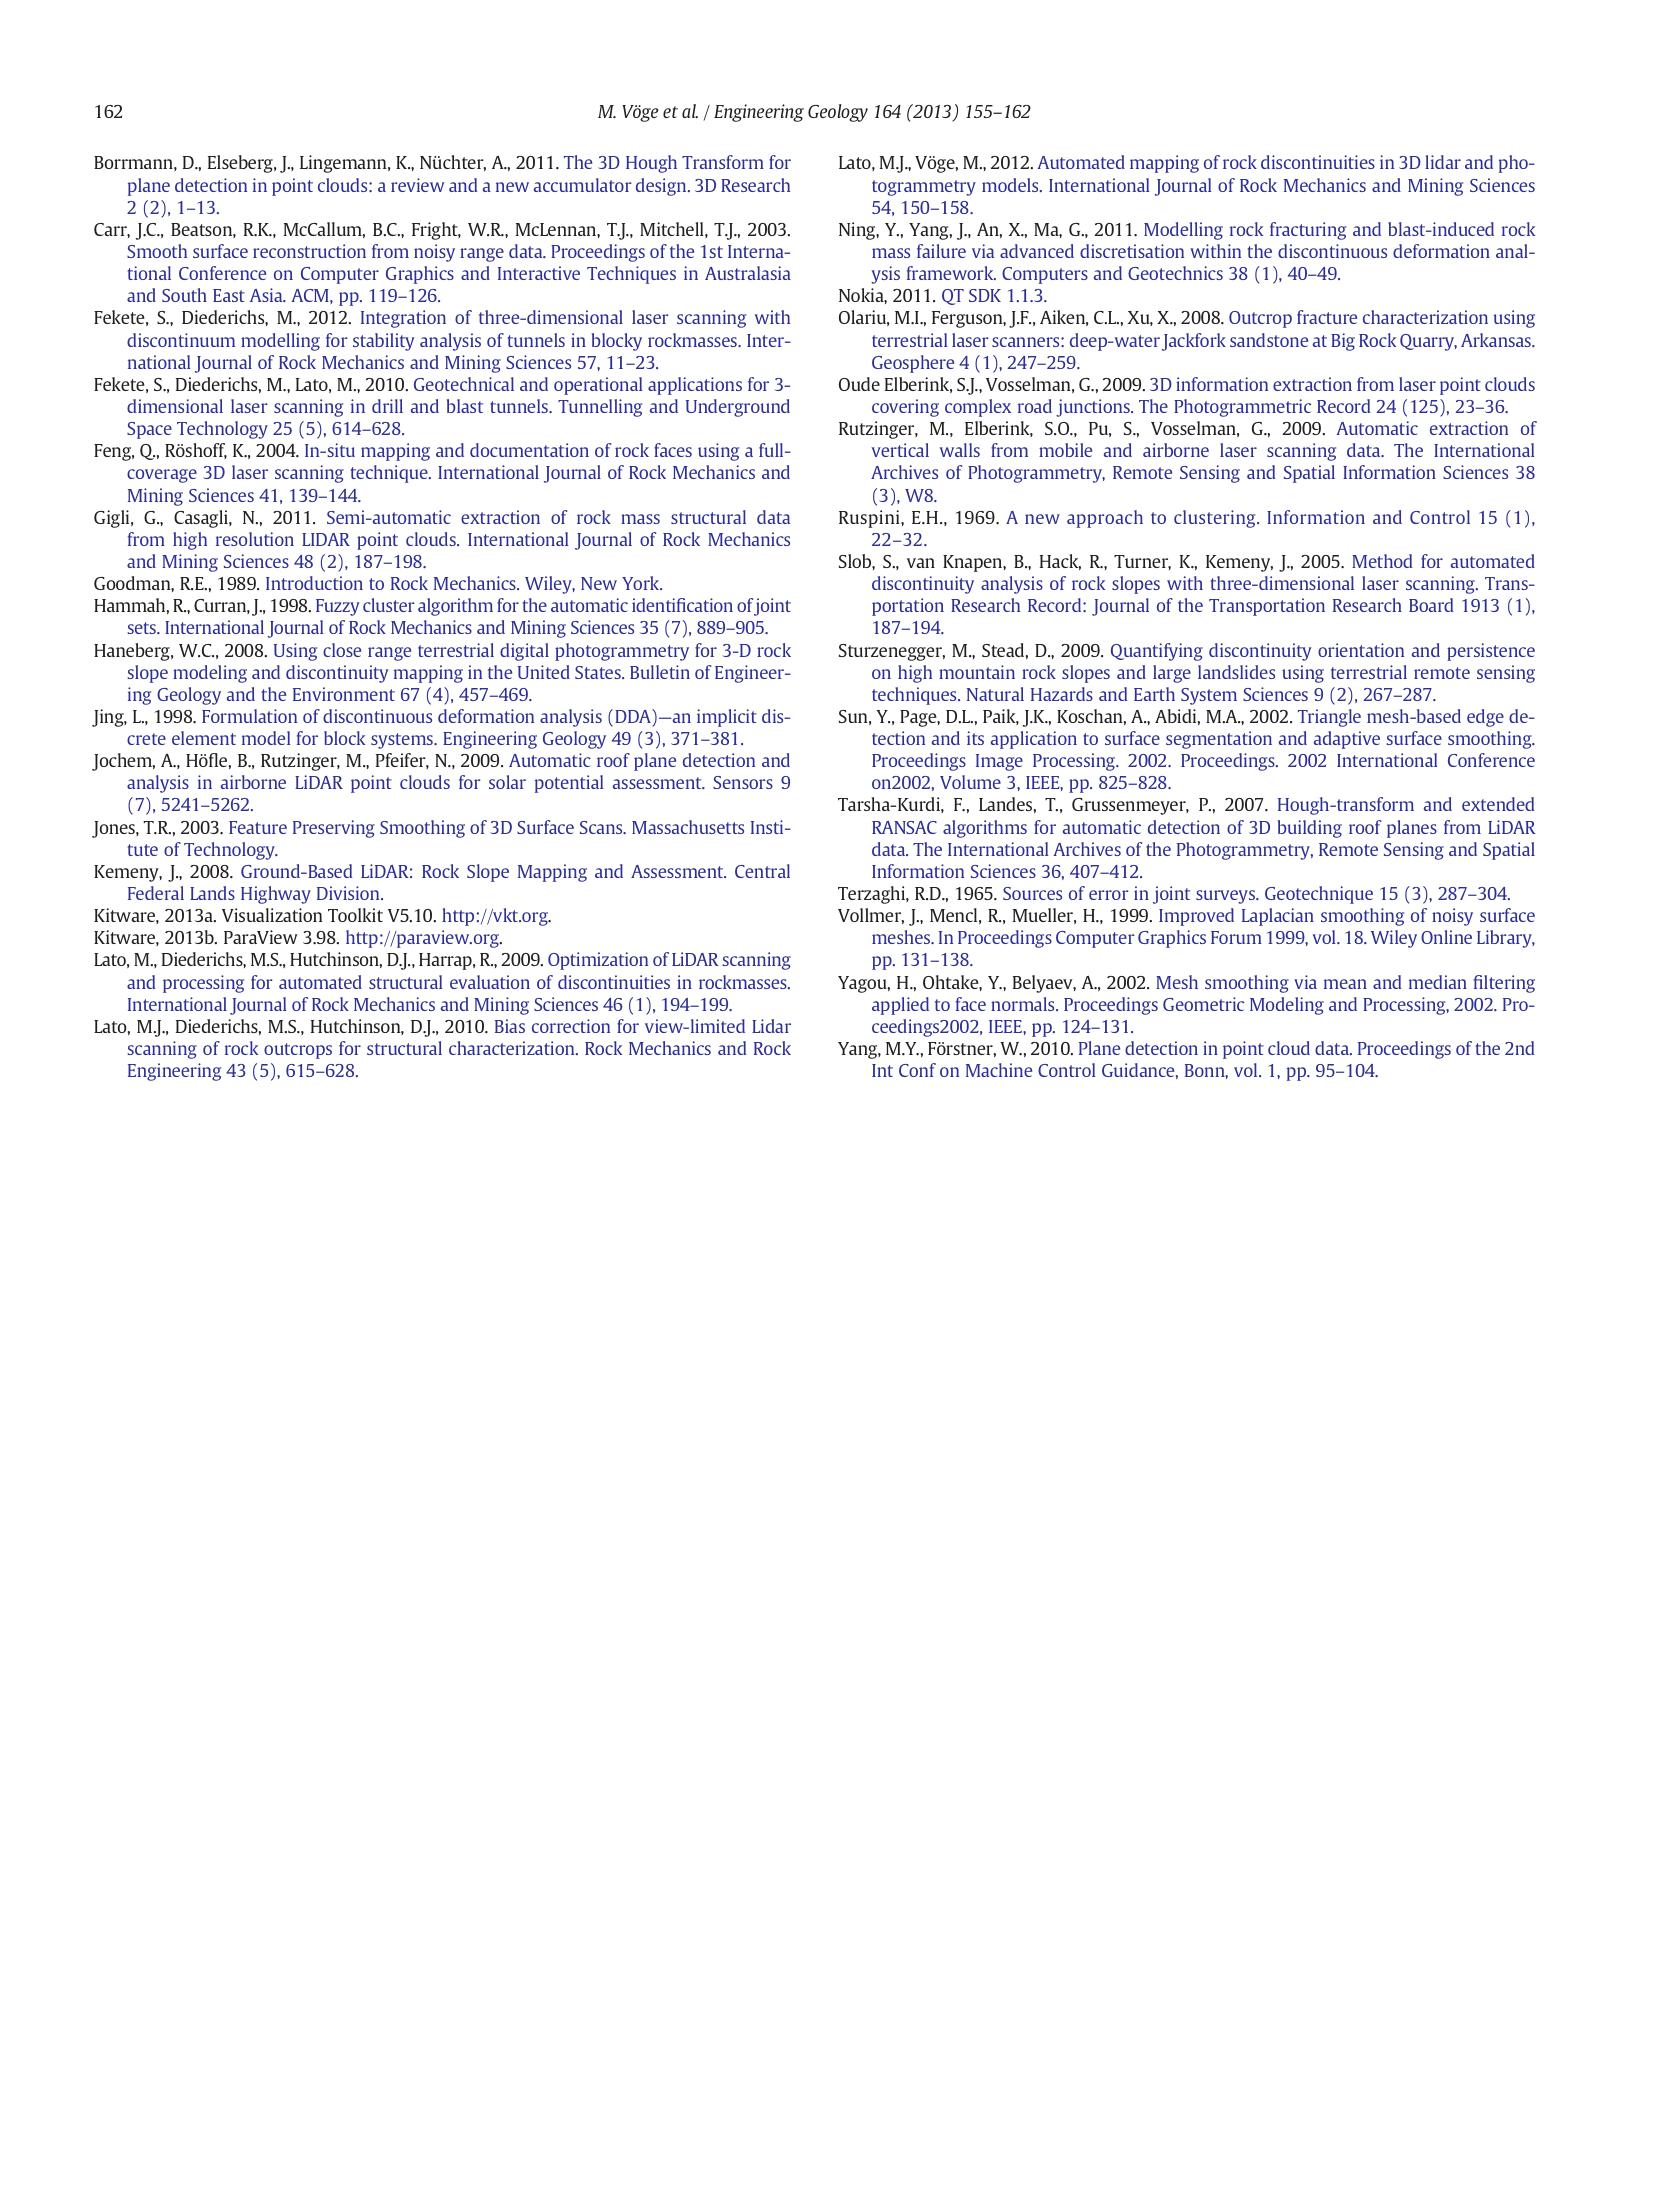 162
M. Vöge et al. / Engineering Geology 164 (2013) 155–162
Borrmann, D., Elseberg, J., Lingemann, K., Nüchter, A., 2011. The 3D Hough Transform for
plane detection in point clouds: a review and a new accumulator design. 3D Research
2 (2), 1–13.
Carr, J.C., Beatson, R.K., McCallum, B.C., Fright, W.R., McLennan, T.J., Mitchell, T.J., 2003.
Smooth surface reconstruction from noisy range data. Proceedings of the 1st Interna-
tional Conference on Computer Graphics and Interactive Techniques in Australasia
and South East Asia. ACM, pp. 119–126.
Fekete, S., Diederichs, M., 2012. Integration of three-dimensional laser scanning with
discontinuum modelling for stability analysis of tunnels in blocky rockmasses. Inter-
national Journal of Rock Mechanics and Mining Sciences 57, 11–23.
Fekete, S., Diederichs, M., Lato, M., 2010. Geotechnical and operational applications for 3-
dimensional laser scanning in drill and blast tunnels. Tunnelling and Underground
Space Technology 25 (5), 614–628.
Feng, Q., Röshoff, K., 2004. In-situ mapping and documentation of rock faces using a full-
coverage 3D laser scanning technique. International Journal of Rock Mechanics and
Mining Sciences 41, 139–144.
Gigli, G., Casagli, N., 2011. Semi-automatic extraction of rock mass structural data
from high resolution LIDAR point clouds. International Journal of Rock Mechanics
and Mining Sciences 48 (2), 187–198.
Goodman, R.E., 1989. Introduction to Rock Mechanics. Wiley, New York.
Hammah, R., Curran, J., 1998. Fuzzy cluster algorithm for the automatic identification of joint
sets. International Journal of Rock Mechanics and Mining Sciences 35 (7), 889–905.
Haneberg, W.C., 2008. Using close range terrestrial digital photogrammetry for 3-D rock
slope modeling and discontinuity mapping in the United States. Bulletin of Engineer-
ing Geology and the Environment 67 (4), 457–469.
Jing, L., 1998. Formulation of discontinuous deformation analysis (DDA)—an implicit dis-
crete element model for block systems. Engineering Geology 49 (3), 371–381.
Jochem, A., Höfle, B., Rutzinger, M., Pfeifer, N., 2009. Automatic roof plane detection and
analysis in airborne LiDAR point clouds for solar potential assessment. Sensors 9
(7), 5241–5262.
Jones, T.R., 2003. Feature Preserving Smoothing of 3D Surface Scans. Massachusetts Insti-
tute of Technology.
Kemeny, J., 2008. Ground-Based LiDAR: Rock Slope Mapping and Assessment. Central
Federal Lands Highway Division.
Kitware, 2013a. Visualization Toolkit V5.10. http://vkt.org.
Kitware, 2013b. ParaView 3.98. http://paraview.org.
Lato, M., Diederichs, M.S., Hutchinson, D.J., Harrap, R., 2009. Optimization of LiDAR scanning
and processing for automated structural evaluation of discontinuities in rockmasses.
International Journal of Rock Mechanics and Mining Sciences 46 (1), 194–199.
Lato, M.J., Diederichs, M.S., Hutchinson, D.J., 2010. Bias correction for view-limited Lidar
scanning of rock outcrops for structural characterization. Rock Mechanics and Rock
Engineering 43 (5), 615–628.
Lato, M.J., Vöge, M., 2012. Automated mapping of rock discontinuities in 3D lidar and pho-
togrammetry models. International Journal of Rock Mechanics and Mining Sciences
54, 150–158.
Ning, Y., Yang, J., An, X., Ma, G., 2011. Modelling rock fracturing and blast-induced rock
mass failure via advanced discretisation within the discontinuous deformation anal-
ysis framework. Computers and Geotechnics 38 (1), 40–49.
Nokia, 2011. QT SDK 1.1.3.
Olariu, M.I., Ferguson, J.F., Aiken, C.L., Xu, X., 2008. Outcrop fracture characterization using
terrestrial laser scanners: deep-water Jackfork sandstone at Big Rock Quarry, Arkansas.
Geosphere 4 (1), 247–259.
Oude Elberink, S.J., Vosselman, G., 2009. 3D information extraction from laser point clouds
covering complex road junctions. The Photogrammetric Record 24 (125), 23–36.
Rutzinger, M., Elberink, S.O., Pu, S., Vosselman, G., 2009. Automatic extraction of
vertical walls from mobile and airborne laser scanning data. The International
Archives of Photogrammetry, Remote Sensing and Spatial Information Sciences 38
(3), W8.
Ruspini, E.H., 1969. A new approach to clustering. Information and Control 15 (1),
22–32.
Slob, S., van Knapen, B., Hack, R., Turner, K., Kemeny, J., 2005. Method for automated
discontinuity analysis of rock slopes with three-dimensional laser scanning. Trans-
portation Research Record: Journal of the Transportation Research Board 1913 (1),
187–194.
Sturzenegger, M., Stead, D., 2009. Quantifying discontinuity orientation and persistence
on high mountain rock slopes and large landslides using terrestrial remote sensing
techniques. Natural Hazards and Earth System Sciences 9 (2), 267–287.
Sun, Y., Page, D.L., Paik, J.K., Koschan, A., Abidi, M.A., 2002. Triangle mesh-based edge de-
tection and its application to surface segmentation and adaptive surface smoothing.
Proceedings Image Processing. 2002. Proceedings. 2002 International Conference
on2002, Volume 3, IEEE, pp. 825–828.
Tarsha-Kurdi, F., Landes, T., Grussenmeyer, P., 2007. Hough-transform and extended
RANSAC algorithms for automatic detection of 3D building roof planes from LiDAR
data. The International Archives of the Photogrammetry, Remote Sensing and Spatial
Information Sciences 36, 407–412.
Terzaghi, R.D., 1965. Sources of error in joint surveys. Geotechnique 15 (3), 287–304.
Vollmer, J., Mencl, R., Mueller, H., 1999. Improved Laplacian smoothing of noisy surface
meshes. In Proceedings Computer Graphics Forum 1999, vol. 18. Wiley Online Library,
pp. 131–138.
Yagou, H., Ohtake, Y., Belyaev, A., 2002. Mesh smoothing via mean and median filtering
applied to face normals. Proceedings Geometric Modeling and Processing, 2002. Pro-
ceedings2002, IEEE, pp. 124–131.
Yang, M.Y., Förstner, W., 2010. Plane detection in point cloud data. Proceedings of the 2nd
Int Conf on Machine Control Guidance, Bonn, vol. 1, pp. 95–104.